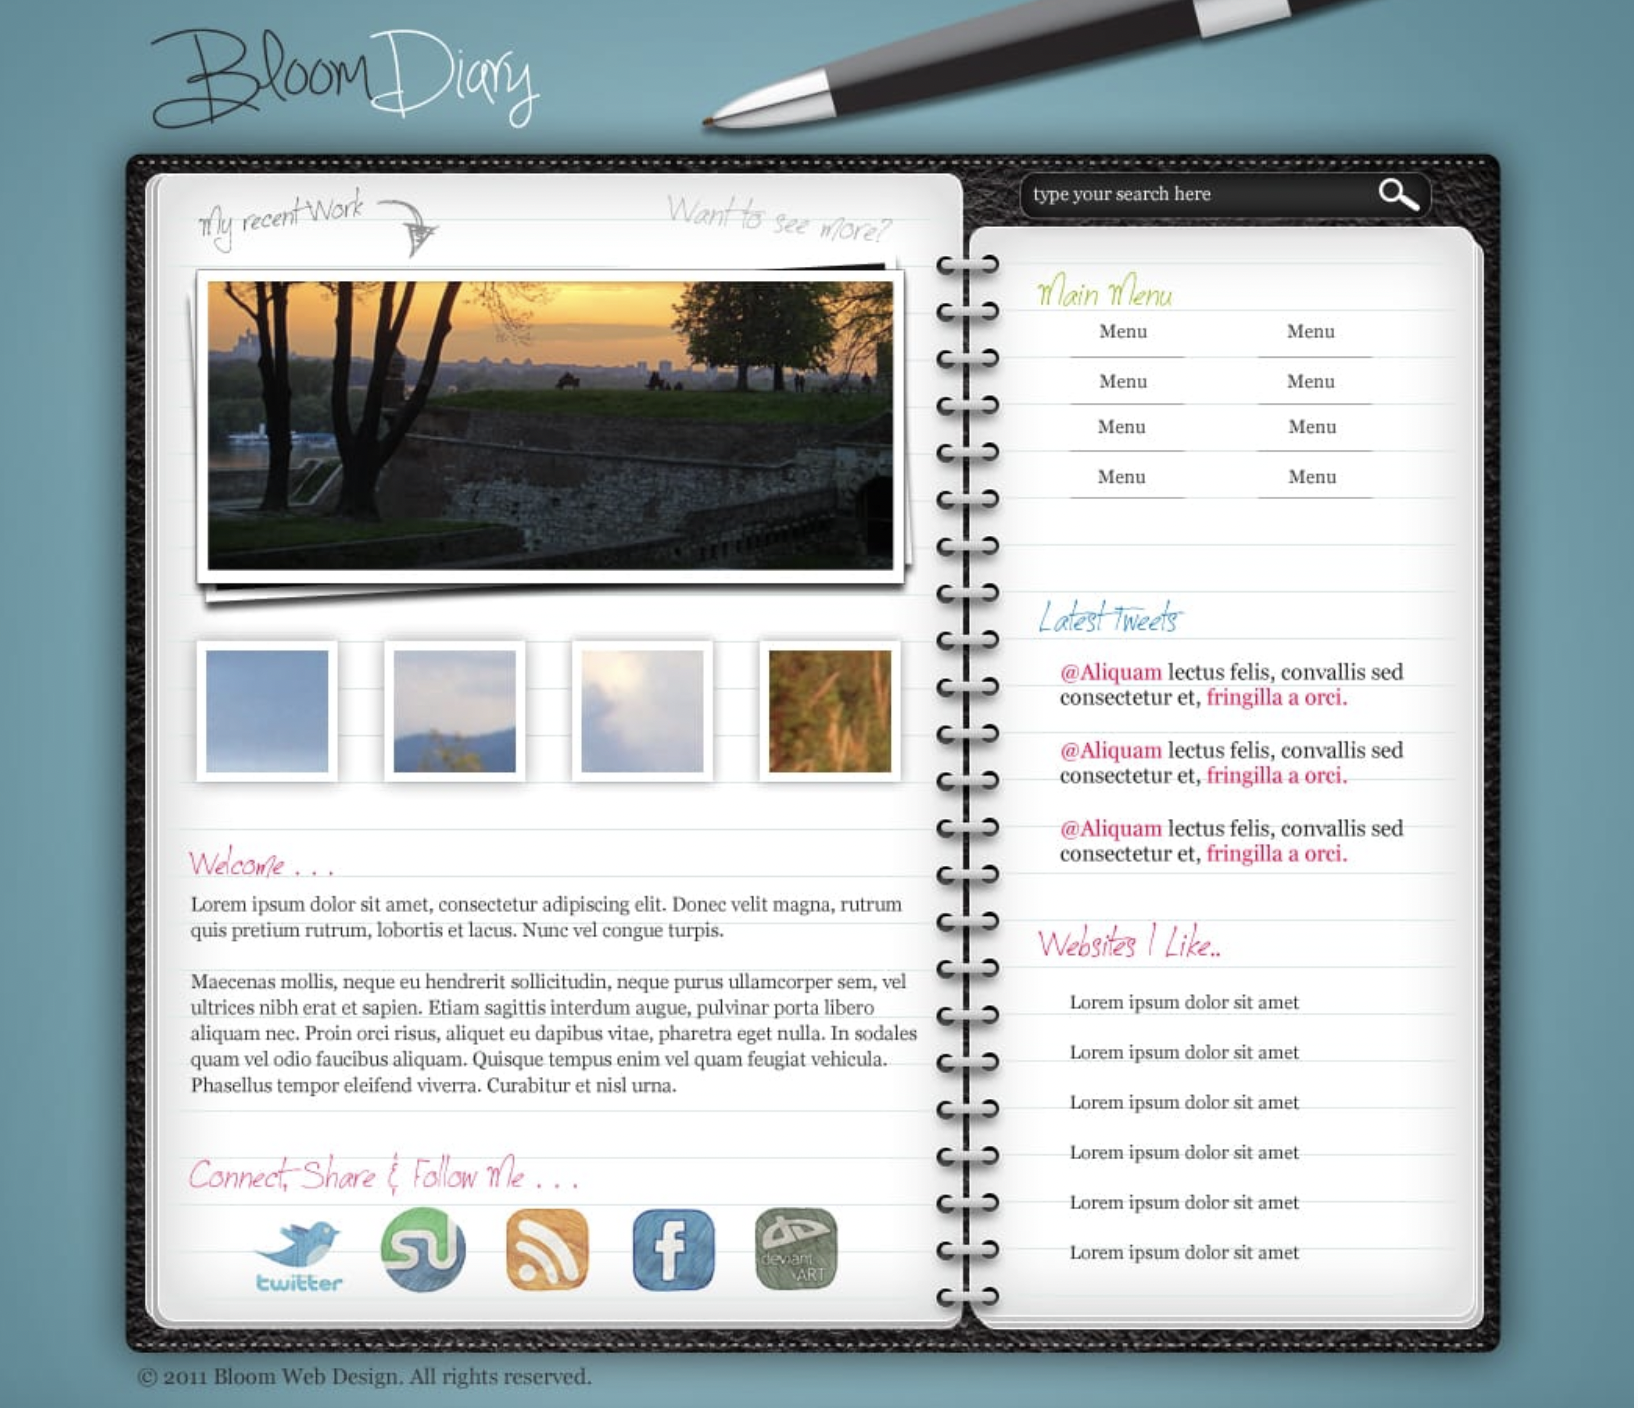 Bloom Diary
My recent Work
Want to see more?
type your search here
Main Menu
Menu Menu
Menu Menu
Menu Menu
Menu Menu
Latest Tweets
@Aliquam lectus felis, convallis sed
consectetur et, fringilla a orci.
@Aliquam lectus felis, convallis sed
consectetur et, fringilla a orci.
@Aliquam lectus felis, convallis sed
consectetur et, fringilla a orci.
Websites I Like..
Lorem ipsum dolor sit amet
Lorem ipsum dolor sit amet
Lorem ipsum dolor sit amet
Lorem ipsum dolor sit amet
Lorem ipsum dolor sit amet
Lorem ipsum dolor sit amet
Welcome . . .
Lorem ipsum dolor sit amet, consectetur adipiscing elit. Donec velit magna, rutrum
quis pretium rutrum, lobortis et lacus. Nunc vel congue turpis.
Maecenas mollis, neque eu hendrerit sollicitudin, neque purus ullamcorper sem, vel
ultrices nibh erat et sapien. Etiam sagittis interdum augue, pulvinar porta libero
aliquam nec. Proin orci risus, aliquet eu dapibus vitae, pharetra eget nulla. In sodales
quam vel odio faucibus aliquam. Quisque tempus enim vel quam feugiat vehicula.
Phasellus tempor eleifend viverra. Curabitur et nisl urna.
Connect, Share & Follow Me . . .
twitter
SU
f
deviant
ART
© 2011 Bloom Web Design. All rights reserved.